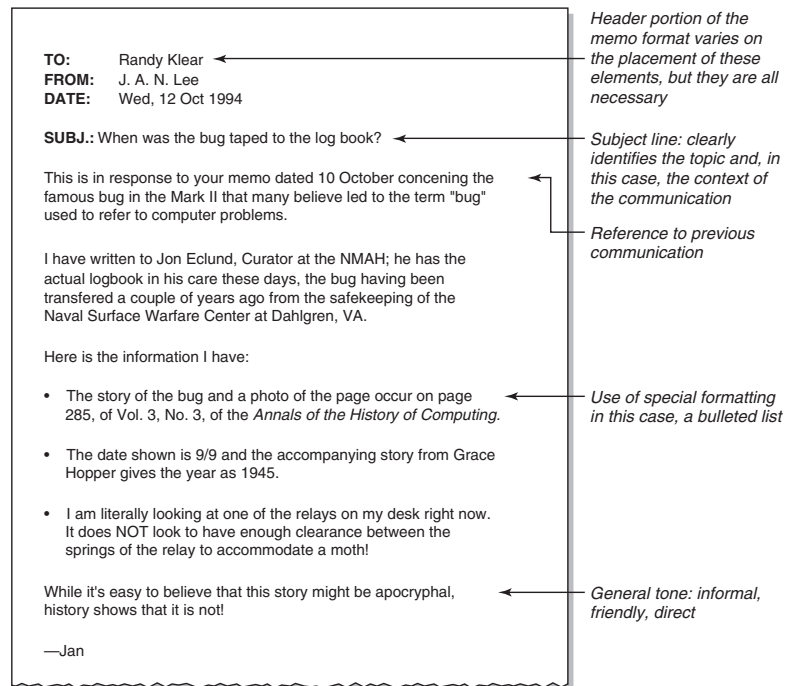 TO: Randy Klear
FROM: J. A. N. Lee
DATE: Wed, 12 Oct 1994
SUBJ.: When was the bug taped to the log book?
This is in response to your memo dated 10 October concening the
famous bug in the Mark II that many believe led to the term "bug"
used to refer to computer problems.
I have written to Jon Eclund, Curator at the NMAH; he has the
actual logbook in his care these days, the bug having been
transfered a couple of years ago from the safekeeping of the
Naval Surface Warfare Center at Dahlgren, VA.
Here is the information I have:
• The story of the bug and a photo of the page occur on page
285, of Vol. 3, No. 3, of the Annals of the History of Computing.
• The date shown is 9/9 and the accompanying story from Grace
Hopper gives the year as 1945.
• I am literally looking at one of the relays on my desk right now.
It does NOT look to have enough clearance between the
springs of the relay to accommodate a moth!
While it's easy to believe that this story might be apocryphal,
history shows that it is not!
—Jan
Header portion of the
memo format varies on
the placement of these
elements, but they are all
necessary
Subject line: clearly
identifies the topic and, in
this case, the context of
the communication
Reference to previous
communication
Use of special formatting
in this case, a bulleted list
General tone: informal,
friendly, direct